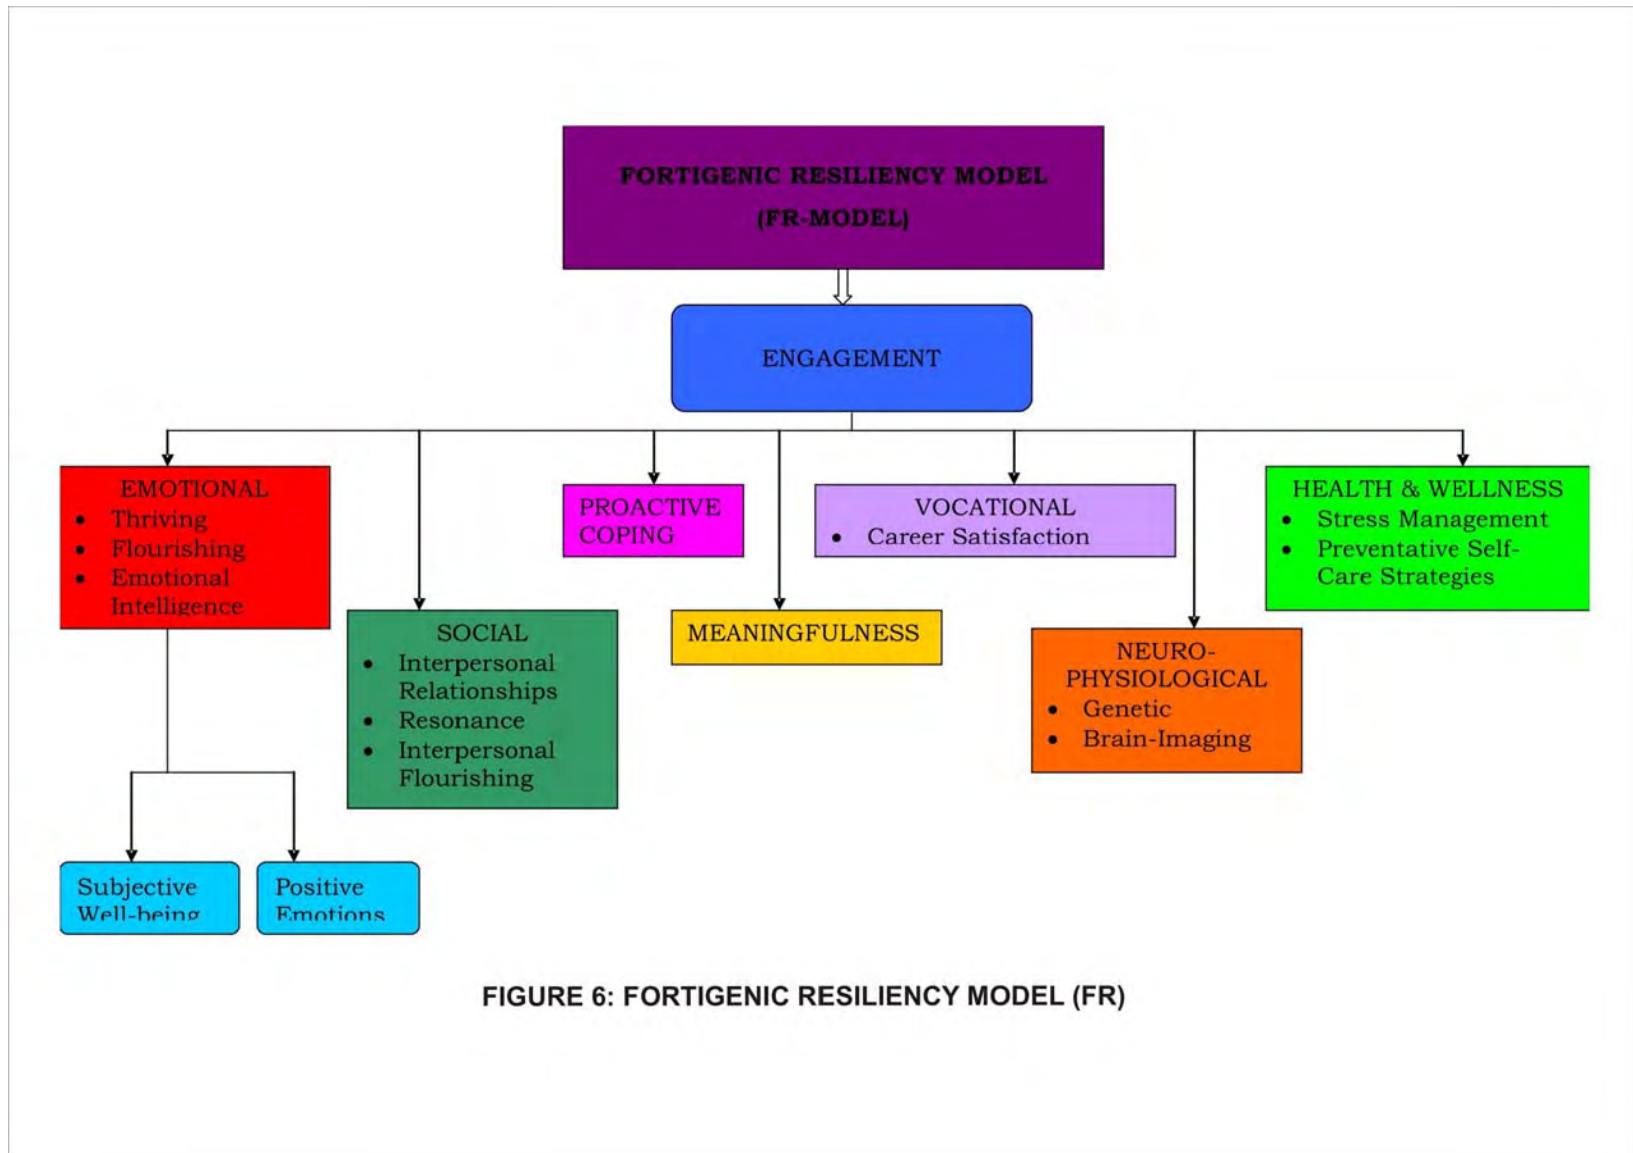 FORTIGENIC RESILIENCY MODEL
(FR-MODEL)
ENGAGEMENT
EMOTIONAL
• Thriving
• Flourishing
• Emotional
Intelligence
SOCIAL
• Interpersonal
Relationships
• Resonance
• Interpersonal
Flourishing
PROACTIVE
COPING
MEANINGFULNESS
VOCATIONAL
• Career Satisfaction
NEURO-
PHYSIOLOGICAL
• Genetic
• Brain-Imaging
HEALTH & WELLNESS
• Stress Management
• Preventative Self-
Care Strategies
Subjective
Well-being
Positive
Emotions
FIGURE 6: FORTIGENIC RESILIENCY MODEL (FR)